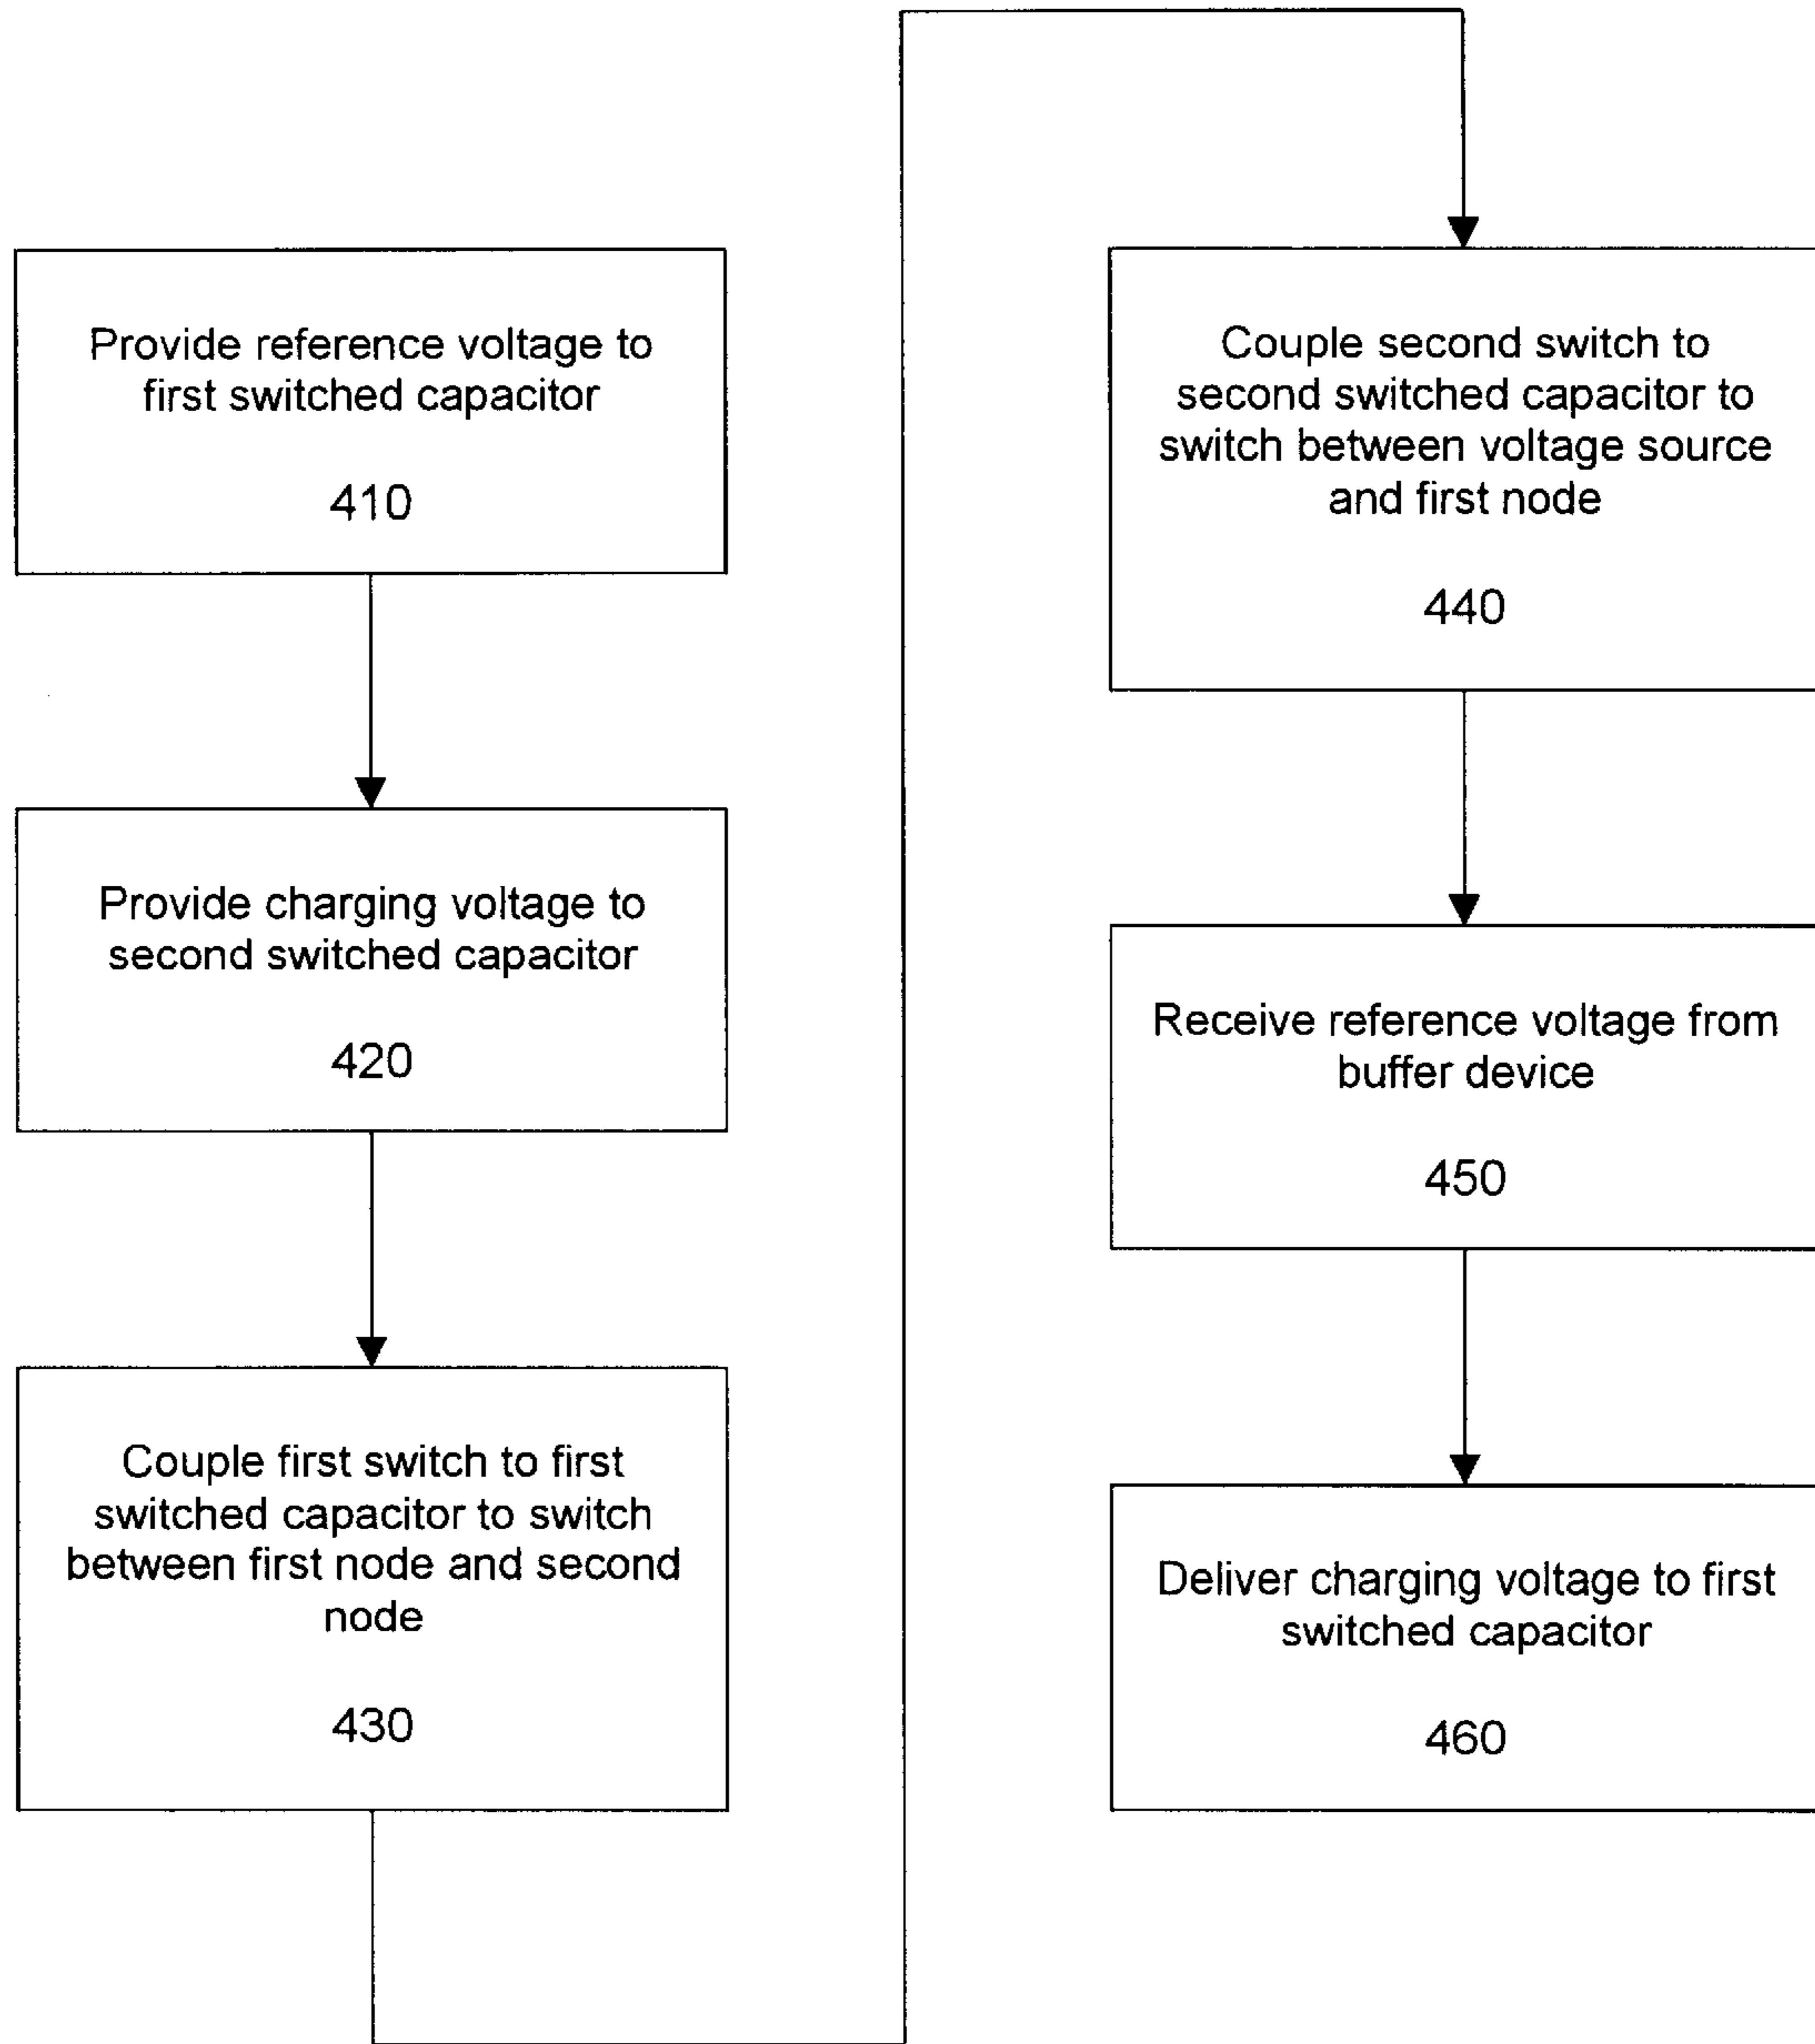 Provide reference voltage to
first switched capacitor
410
Provide charging voltage to
second switched capacitor
420
Couple first switch to first
switched capacitor to switch
between first node and second
node
430
Couple second switch to
second switched capacitor to
switch between voltage source
and first node
440
Receive reference voltage from
buffer device
450
Deliver charging voltage to first
switched capacitor
460